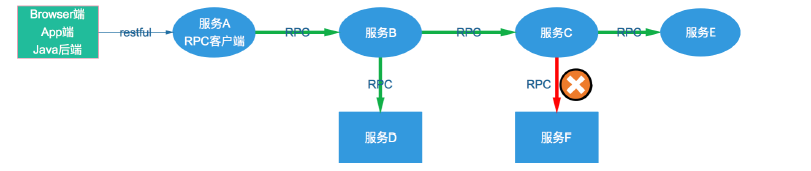 Browser端
App端
Java后端
restful
服务A
RPC客户端
RPC
服务B
RPC
服务C
RPC
服务E
RPC
RPC
服务D
服务F